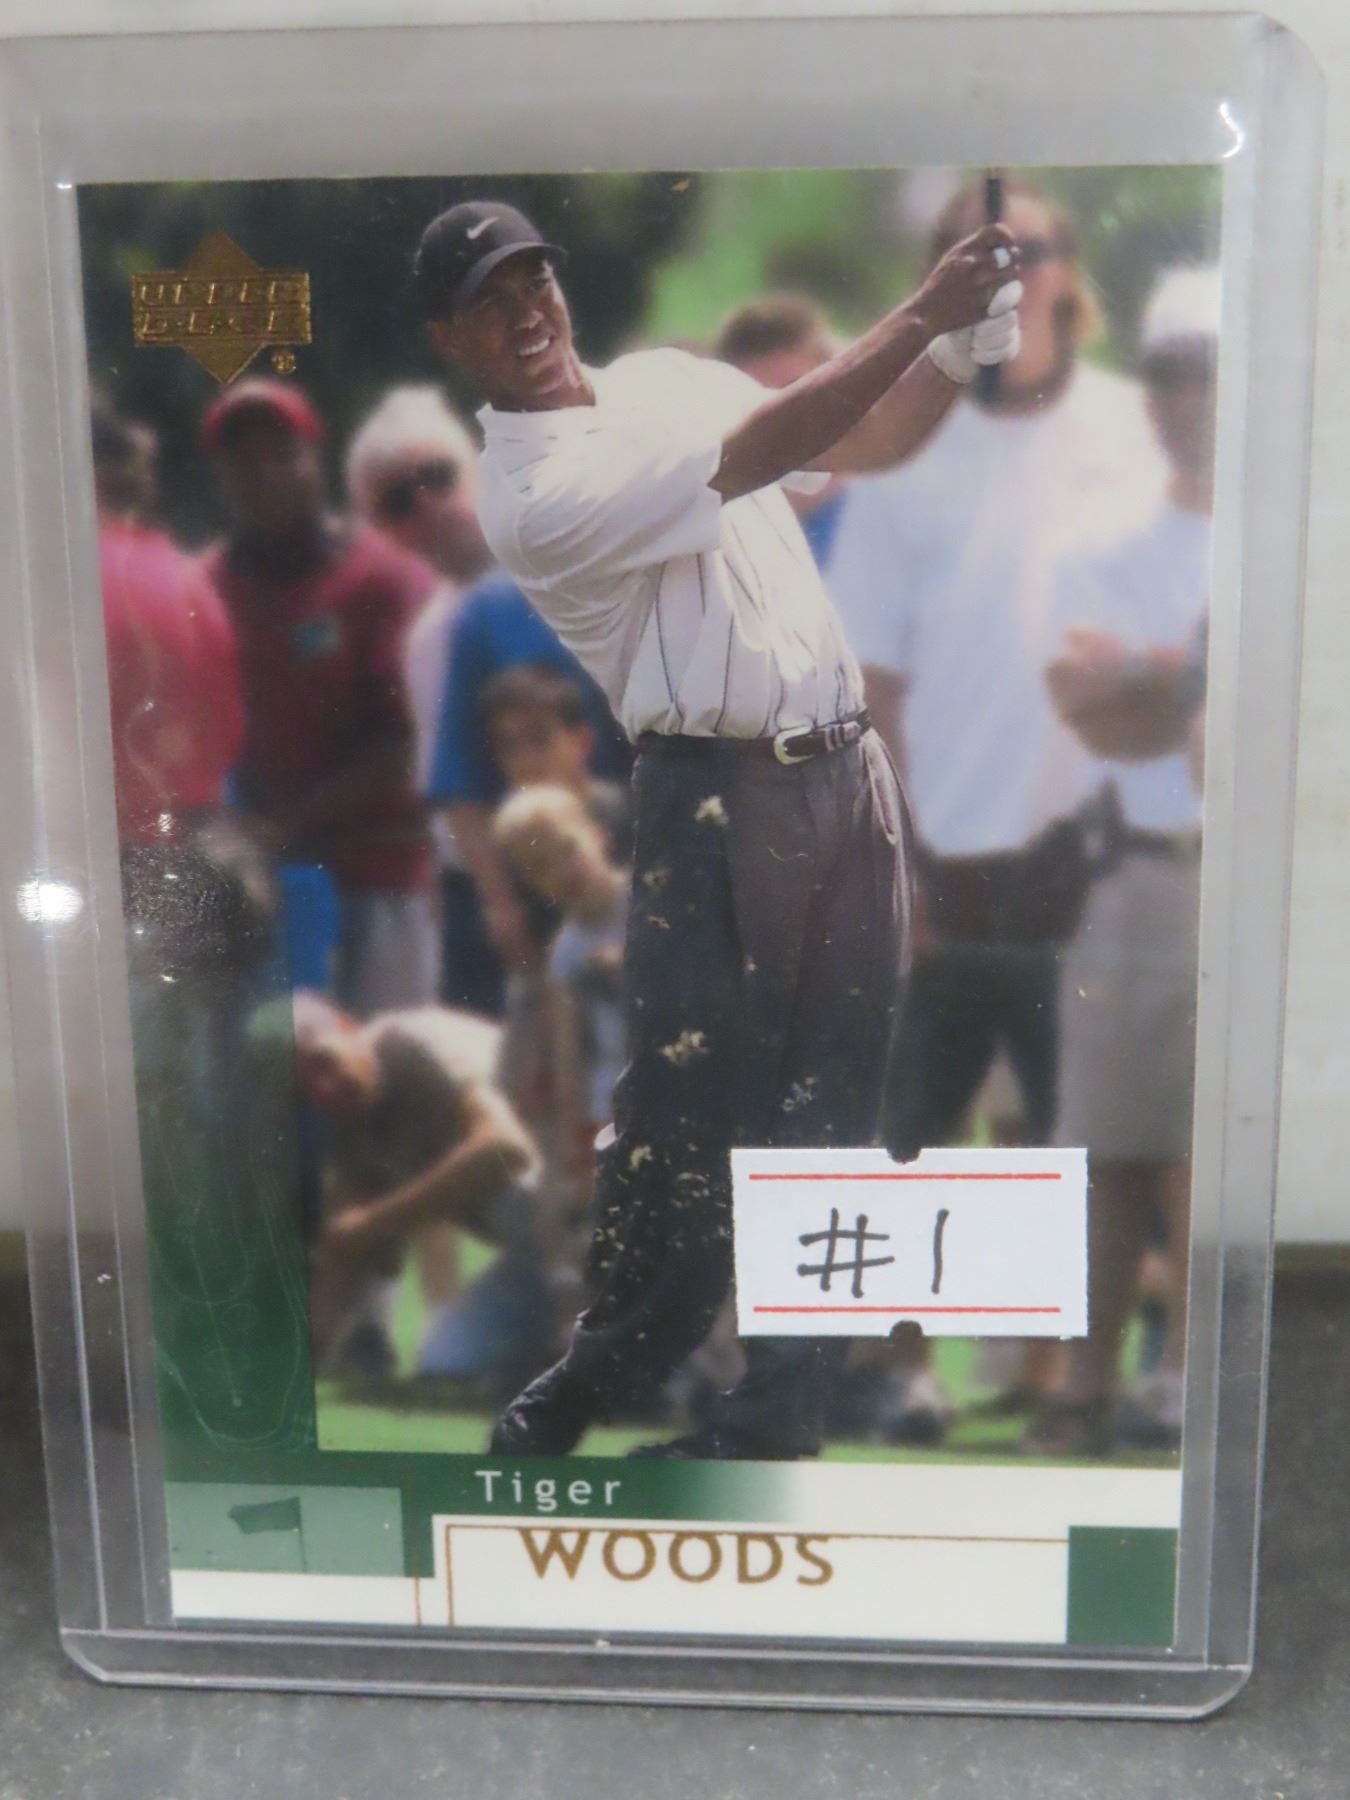 UPPER
DECK
#1
Tiger
WOODS